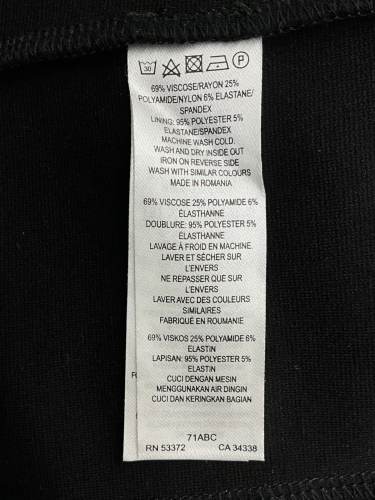 30 P
69% VISCOSE/RAYON 25%
POLYAMIDE/NYLON 6% ELASTANE/
SPANDEX
LINING: 95% POLYESTER 5%
ELASTANE/SPANDEX
MACHINE WASH COLD.
WASH AND DRY INSIDE OUT
IRON ON REVERSE SIDE
WASH WITH SIMILAR COLOURS
MADE IN ROMANIA
69% VISCOSE 25% POLYAMIDE 6%
ÉLASTHANNE
DOUBLURE: 95% POLYESTER 5%
ÉLASTHANNE
LAVAGE À FROID EN MACHINE.
LAVER ET SÉCHER SUR
L'ENVERS
NE REPASSER QUE SUR
L'ENVERS
LAVER AVEC DES COULEURS
SIMILAIRES
FABRIQUÉ EN ROUMANIE
69% VISKOS 25% POLYAMIDE 6%
ELASTIN
LAPISAN: 95% POLYESTER 5%
ELASTIN
CUCI DENGAN MESIN
MENGGUNAKAN AIR DINGIN
CUCI DAN KERINGKAN BAGIAN
71ABC
RN 53372 CA 34338